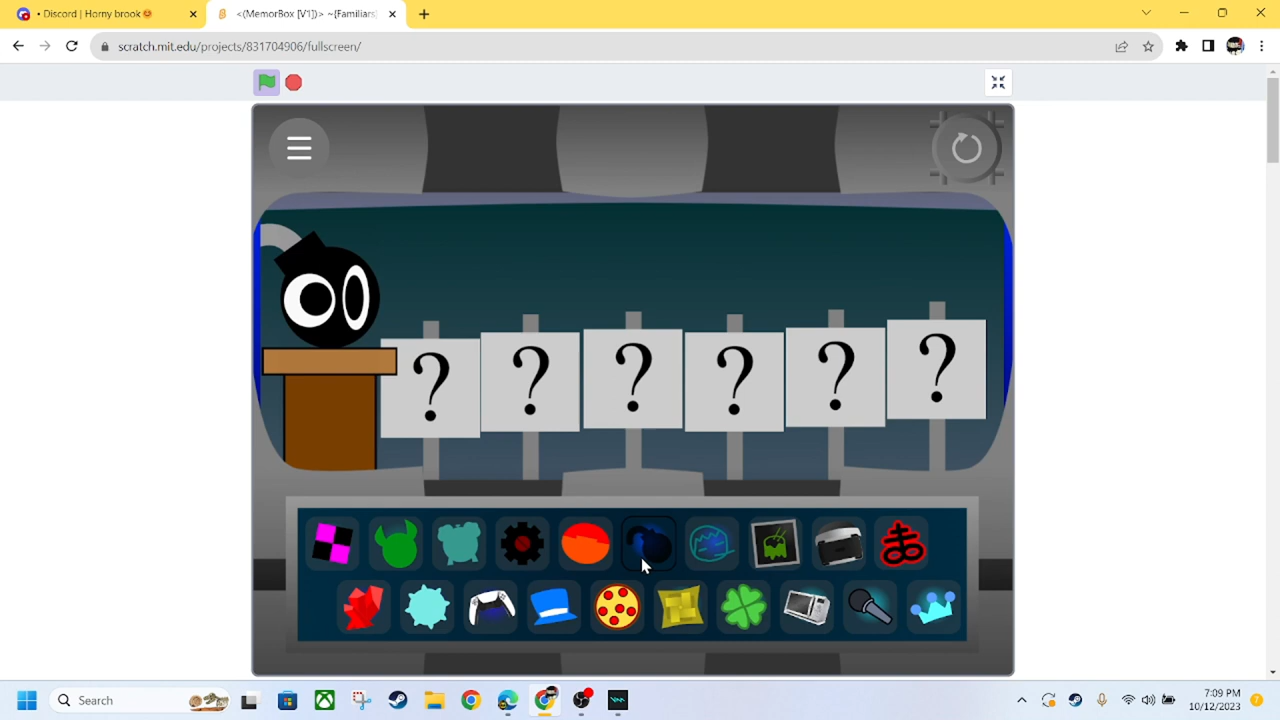 Discord | Horny brook
<(MemorBox [V1])> ~{Familiars
scratch.mit.edu/projects/831704906/fullscreen/
? ? ? ? ? ?
Search
7:09 PM
10/12/2023
7